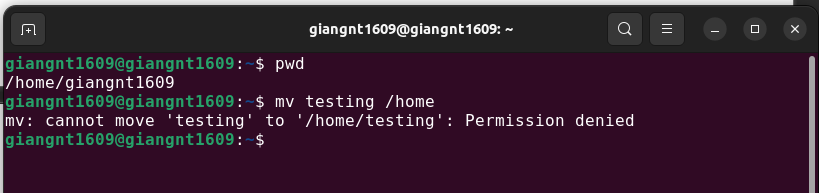 giangnt1609@giangnt1609: ~
giangnt1609@giangnt1609:~$ pwd
/home/giangnt1609
giangnt1609@giangnt1609:~$ mv testing /home
mv: cannot move 'testing' to '/home/testing': Permission denied
giangnt1609@giangnt1609:~$